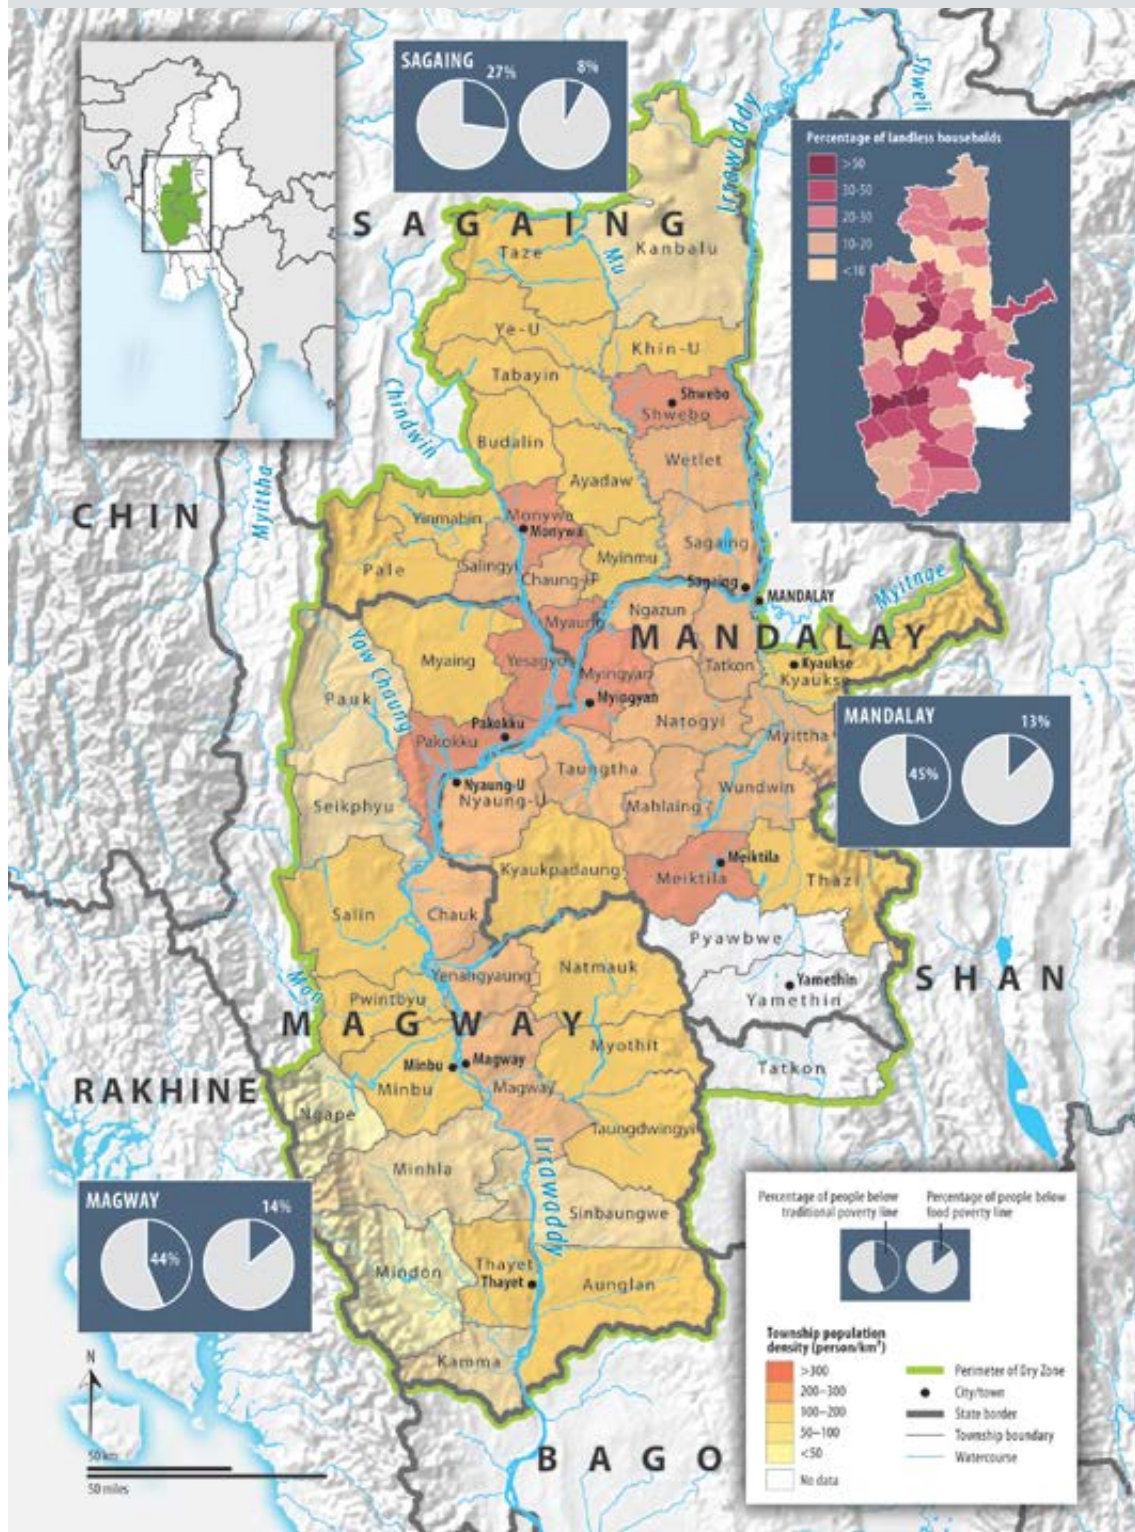 SAGAING
27%
8%
Shweli
Irrawaddy
Percentage of landless households
>50
30-50
20-30
10-20
<10
SAGAING
Kanbalu
Taze
Mu
Ye-U
Khin-U
Tabayin
Shwebo
Shwebo
Chindwin
Budalin
Wetlet
Ayadaw
Myittha
CHIN
Yinmabin
Monywa
Monywa
Sagaing
Pale
Salingyi
Myinmu
Chaung-U
Sagaing
MANDALAY
Myitnge
Ngazun
Myaung
MANDALAY
Yaw Chaung
Myaing
Yesagyo
Myingyan
Tatkon
Kyaukse
Kyaukse
Pauk
Myingyan
Natogyi
Pakokku
Pakokku
Myittha
MANDALAY
13%
45%
Taungtha
Nyaung-U
Nyaung-U
Wundwin
Seikphyu
Mahlaing
Kyaukpadaung
Meiktila
Meiktila
Thazi
Salin
Chauk
Pyawbwe
Mon
Yenangyaung
Natmauk
Yamethin
Yamethin
SHAN
Pwintbyu
MAGWAY
Myothit
Minbu
Magway
Tatkon
RAKHINE
Minbu
Magway
Ngape
Taungdwingyi
Minhla
Irrawaddy
MAGWAY
14%
44%
Sinbaungwe
Mindon
Thayet
Thayet
Aunglan
Kamma
N
50 km
50 miles
BAGO
Percentage of people below
traditional poverty line
Percentage of people below
food poverty line
Township population
density (person/km²)
>300
200–300
100–200
50–100
<50
No data
Perimeter of Dry Zone
City/town
State border
Township boundary
Watercourse